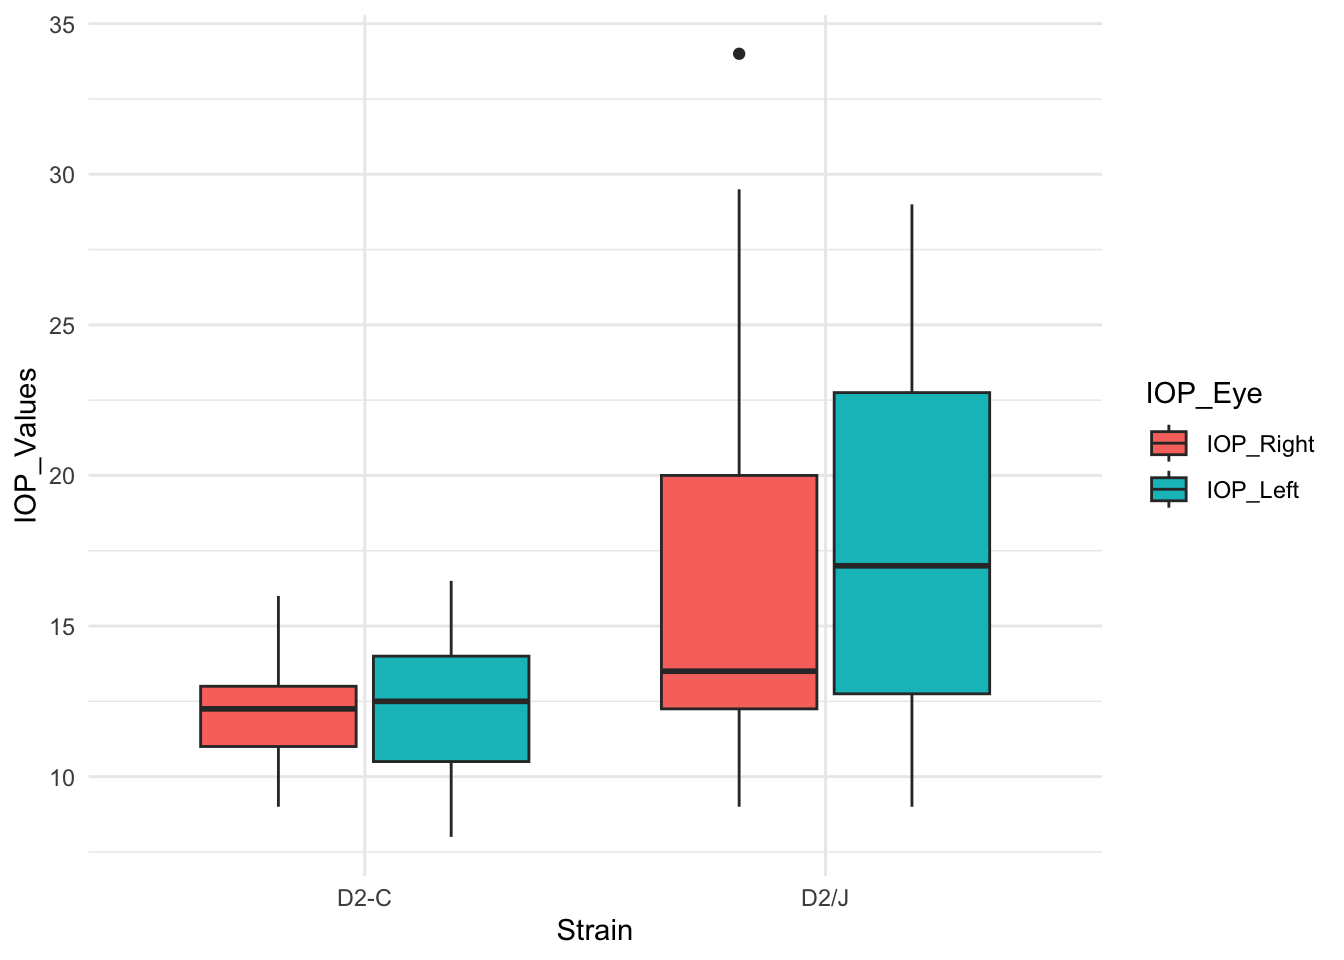 35
30
25
20
15
10
IOP_Values
D2-C
D2/J
Strain
IOP_Eye
IOP_Right
IOP_Left